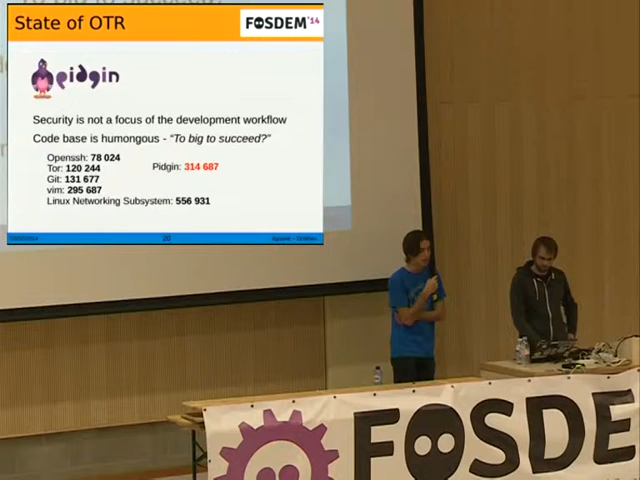 State of OTR
FOSDEM'14
pidgin
Security is not a focus of the development workflow
Code base is humongous - "To big to succeed?"
Openssh: 78 024
Tor: 120 244
Pidgin: 314 687
Git: 131 677
vim: 295 687
Linux Networking Subsystem: 556 931
20
FOSDE